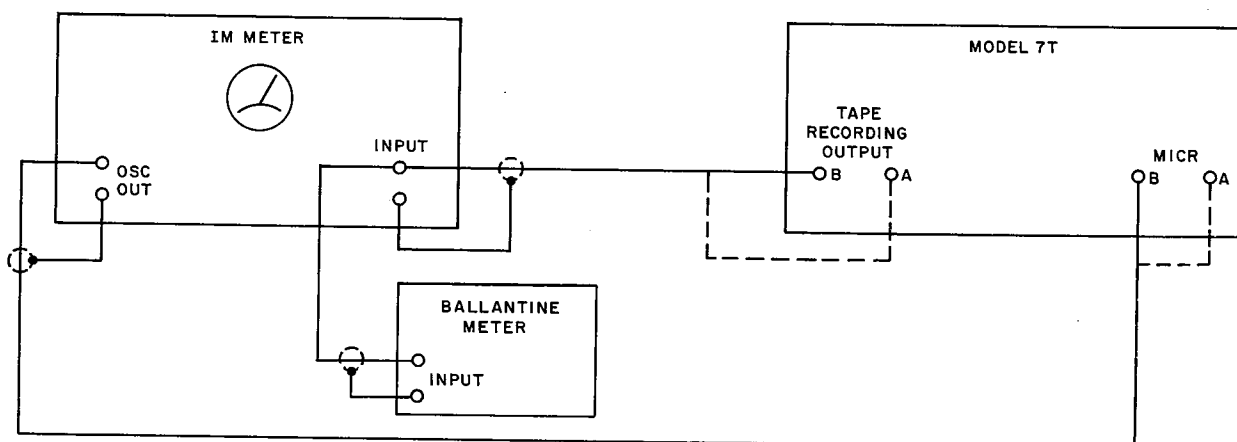 IM METER
OSC
OUT
INPUT
MODEL 7T
TAPE
RECORDING
OUTPUT
B
A
MICR
B
A
BALLANTINE
METER
INPUT